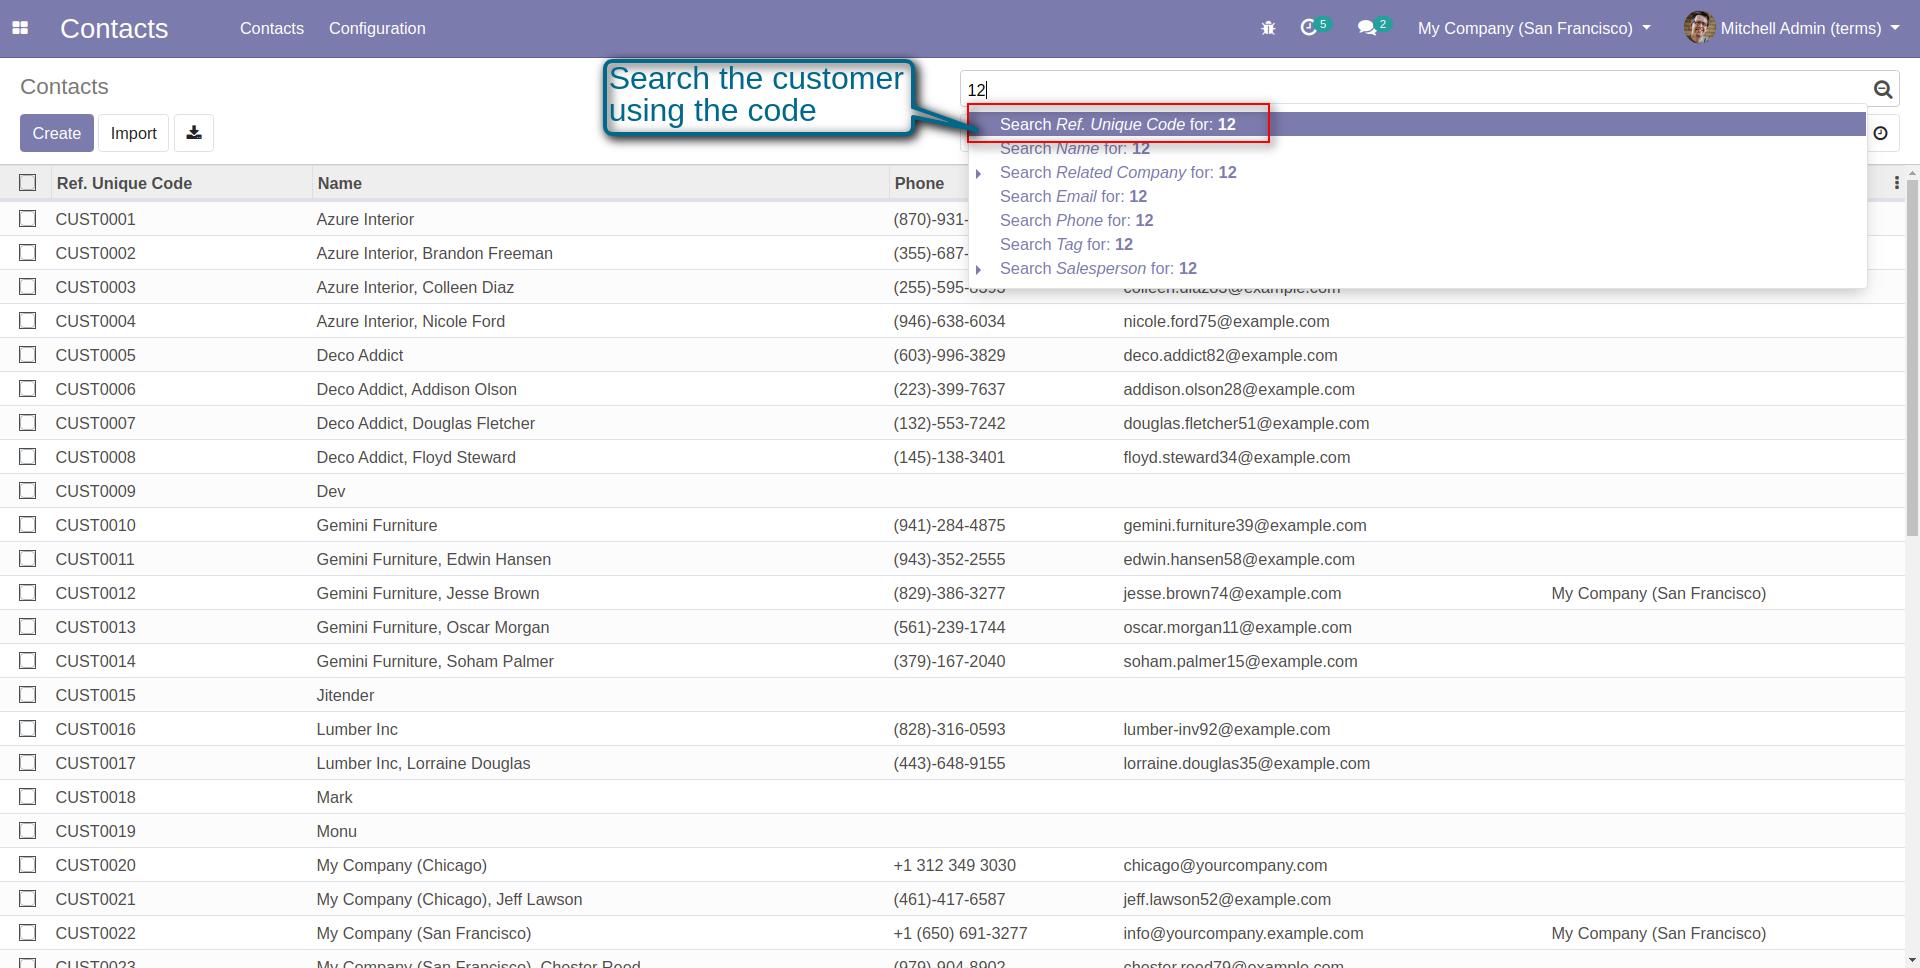 Contacts
Contacts
Configuration
5
2
My Company (San Francisco)
Mitchell Admin (terms)
Contacts
Search the customer
using the code
12
Create
Import
Search Ref. Unique Code for: 12
Search Name for: 12
Search Related Company for: 12
Search Email for: 12
Search Phone for: 12
Search Tag for: 12
Search Salesperson for: 12
Ref. Unique Code Name Phone
CUST0001 Azure Interior (870)-931-
CUST0002 Azure Interior, Brandon Freeman (355)-687-
CUST0003 Azure Interior, Colleen Diaz (255)-595-
CUST0004 Azure Interior, Nicole Ford (946)-638-6034 nicole.ford75@example.com
CUST0005 Deco Addict (603)-996-3829 deco.addict82@example.com
CUST0006 Deco Addict, Addison Olson (223)-399-7637 addison.olson28@example.com
CUST0007 Deco Addict, Douglas Fletcher (132)-553-7242 douglas.fletcher51@example.com
CUST0008 Deco Addict, Floyd Steward (145)-138-3401 floyd.steward34@example.com
CUST0009 Dev
CUST0010 Gemini Furniture (941)-284-4875 gemini.furniture39@example.com
CUST0011 Gemini Furniture, Edwin Hansen (943)-352-2555 edwin.hansen58@example.com
CUST0012 Gemini Furniture, Jesse Brown (829)-386-3277 jesse.brown74@example.com My Company (San Francisco)
CUST0013 Gemini Furniture, Oscar Morgan (561)-239-1744 oscar.morgan11@example.com
CUST0014 Gemini Furniture, Soham Palmer (379)-167-2040 soham.palmer15@example.com
CUST0015 Jitender
CUST0016 Lumber Inc (828)-316-0593 lumber-inv92@example.com
CUST0017 Lumber Inc, Lorraine Douglas (443)-648-9155 lorraine.douglas35@example.com
CUST0018 Mark
CUST0019 Monu
CUST0020 My Company (Chicago) +1 312 349 3030 chicago@yourcompany.com
CUST0021 My Company (Chicago), Jeff Lawson (461)-417-6587 jeff.lawson52@example.com
CUST0022 My Company (San Francisco) +1 (650) 691-3277 info@yourcompany.example.com My Company (San Francisco)
CUST0023 My Company (San Francisco), Chester Reed (979)-904-8902 chester.reed79@example.com